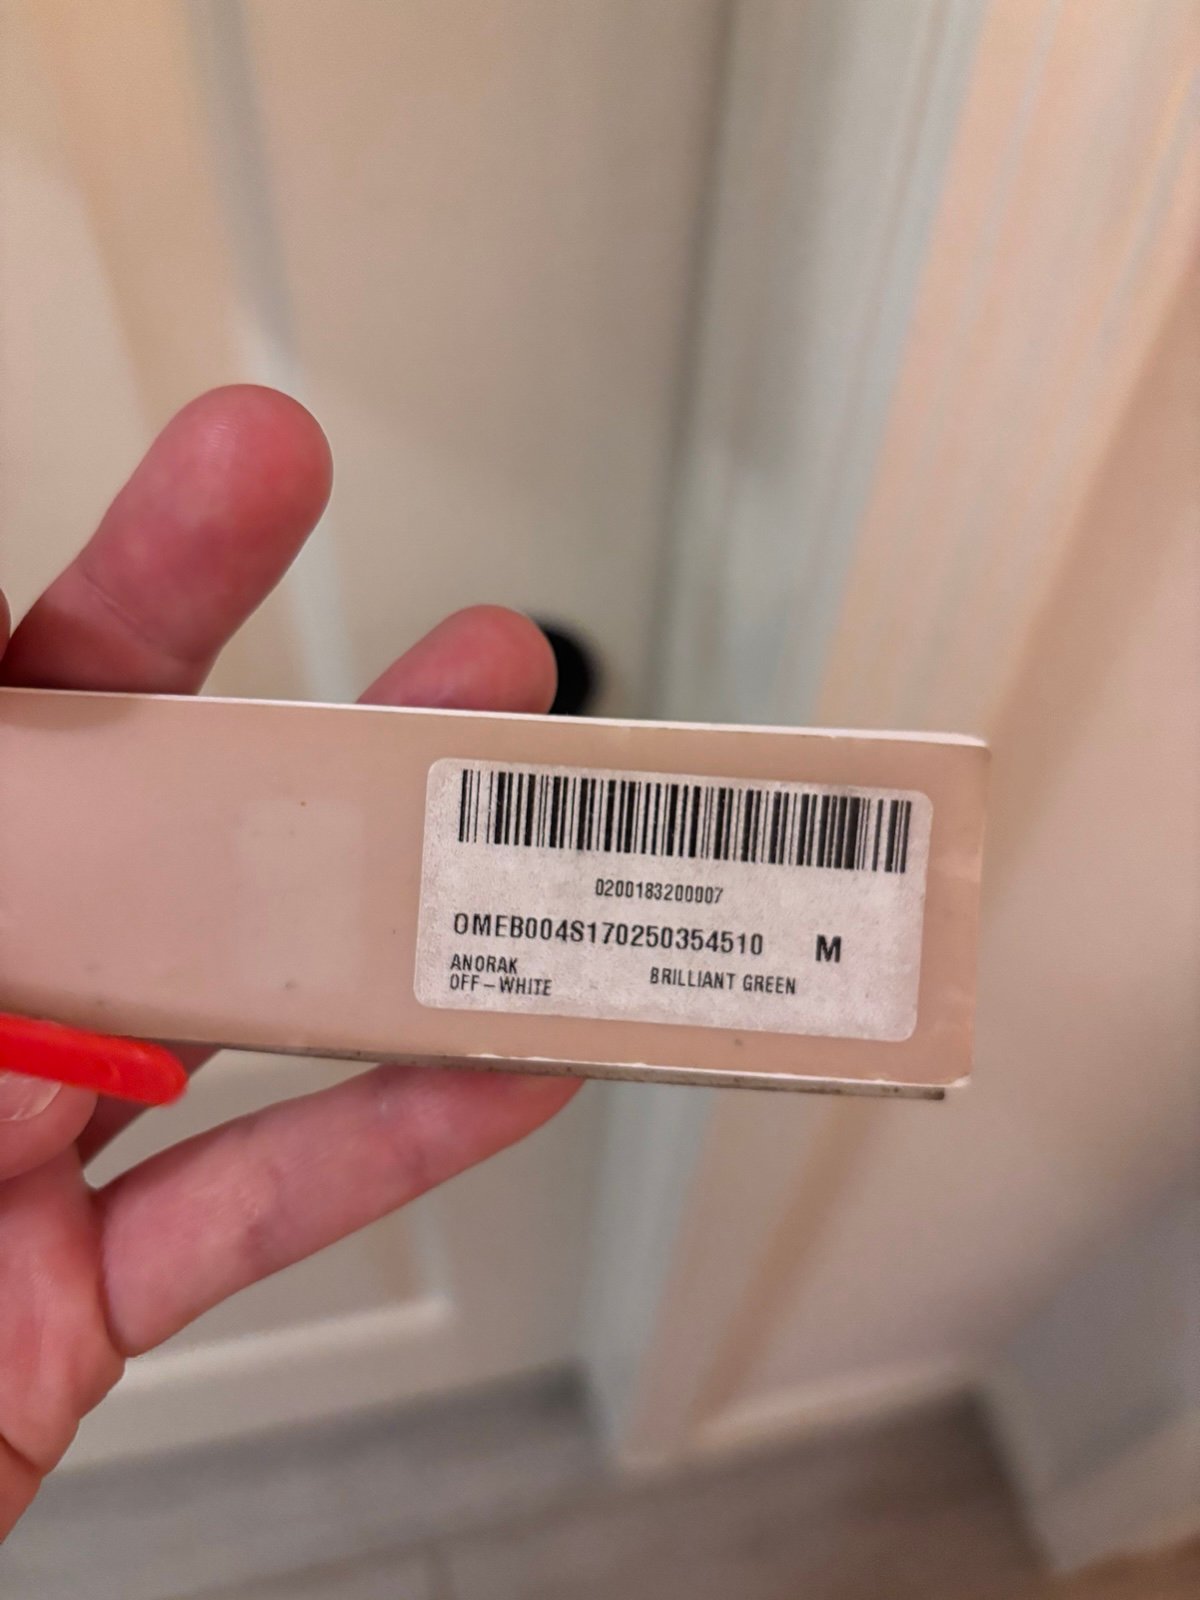 0200183200007
OMEB004S170250354510 M
ANORAK
OFF-WHITE BRILLIANT GREEN